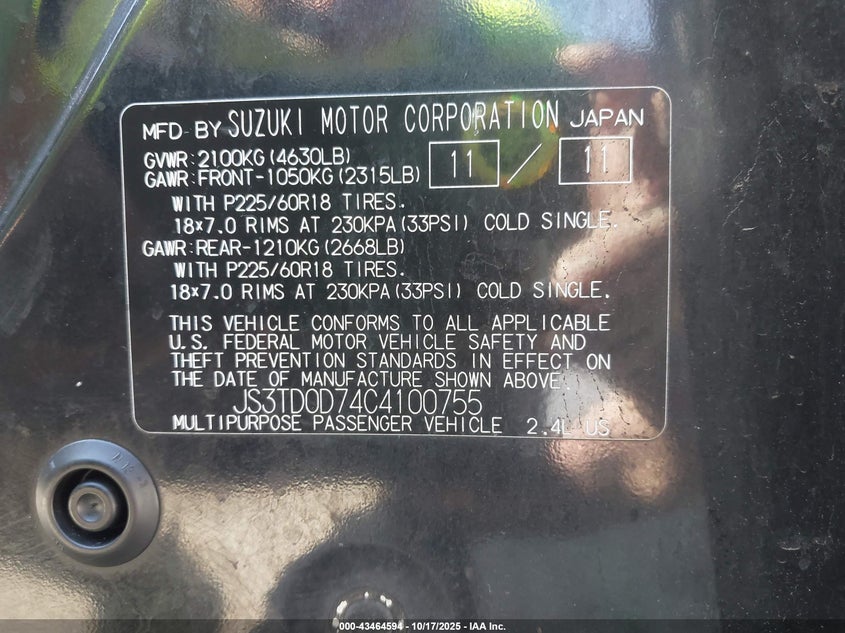 MFD BY SUZUKI MOTOR CORPORATION JAPAN
GVWR:2100KG(4630LB)
GAWR:FRONT-1050KG(2315LB)
11 / 11
WITH P225/60R18 TIRES.
18×7.0 RIMS AT 230KPA(33PSI) COLD SINGLE.
GAWR:REAR-1210KG(2668LB)
WITH P225/60R18 TIRES.
18×7.0 RIMS AT 230KPA(33PSI) COLD SINGLE.
THIS VEHICLE CONFORMS TO ALL APPLICABLE
U.S. FEDERAL MOTOR VEHICLE SAFETY AND
THEFT PREVENTION STANDARDS IN EFFECT ON
THE DATE OF MANUFACTURE SHOWN ABOVE.
JS3TD0D74C4100755
MULTIPURPOSE PASSENGER VEHICLE 2.4L US
000-43464594 - 10/17/2025 - IAA Inc.